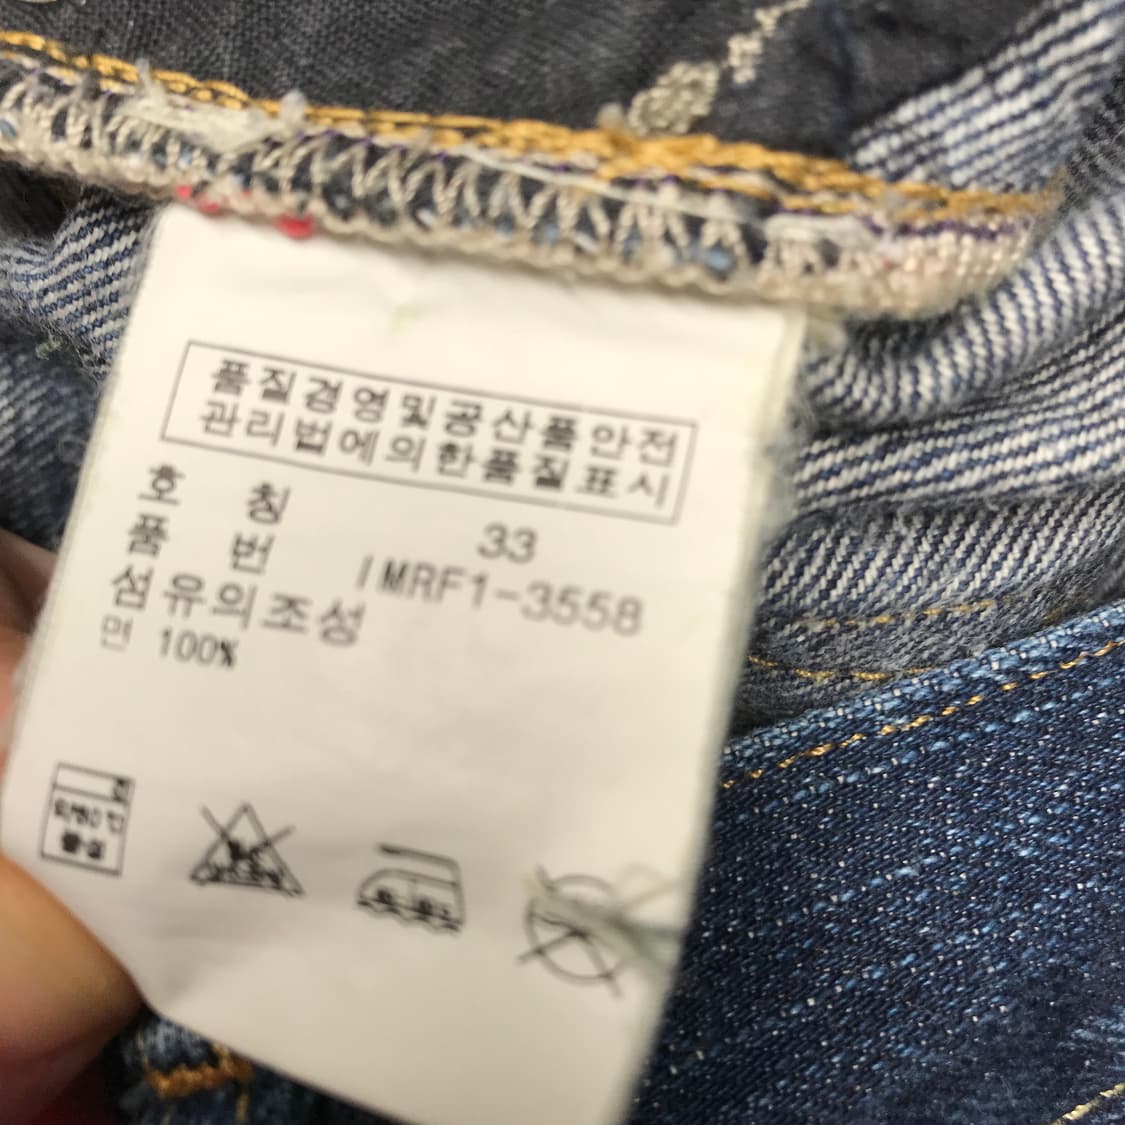 품질경영및공산품안전
관리법에의한품질표시
호 칭 33
품 번 IMRF1-3558
섬유의조성
면 100%